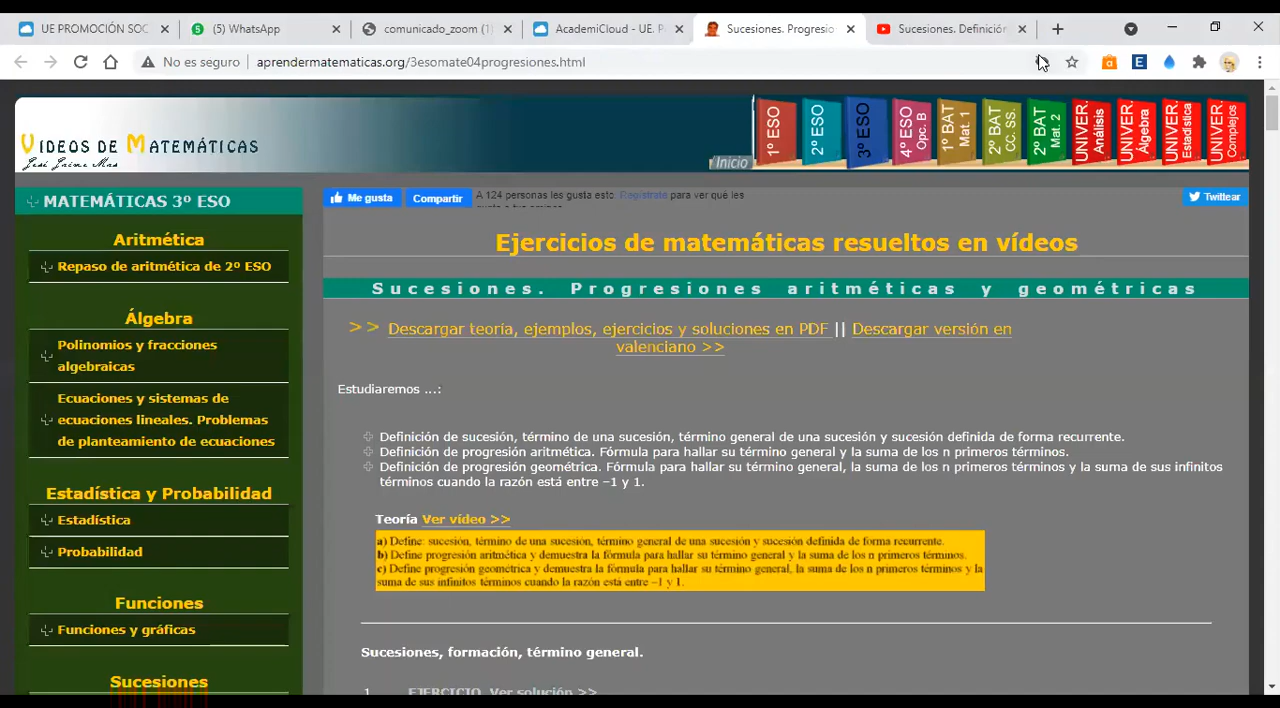 UE PROMOCIÓN SOC
(5) WhatsApp
comunicado_zoom (1)
AcademiCloud - UE. P
Sucesiones. Progresio
Sucesiones. Definición
No es seguro
aprendermatematicas.org/3esomate04progresiones.html
VIDEOS DE MATEMÁTICAS
José Jaime Mas
Inicio
1º ESO
2º ESO
3º ESO
4º ESO Opc. B
1º BAT Mat. 1
2º BAT CC. SS.
2º BAT Mat. 2
UNIVER. Análisis
UNIVER. Álgebra
UNIVER. Estadística
UNIVER. Complejos
MATEMÁTICAS 3º ESO
Aritmética
Repaso de aritmética de 2º ESO
Álgebra
Polinomios y fracciones
algebraicas
Ecuaciones y sistemas de
ecuaciones lineales. Problemas
de planteamiento de ecuaciones
Estadística y Probabilidad
Estadística
Probabilidad
Funciones
Funciones y gráficas
Sucesiones
Me gusta
Compartir
A 124 personas les gusta esto. Regístrate para ver qué les
Twittear
Ejercicios de matemáticas resueltos en vídeos
Sucesiones. Progresiones aritméticas y geométricas
>> Descargar teoría, ejemplos, ejercicios y soluciones en PDF || Descargar versión en
valenciano >>
Estudiaremos ...:
Definición de sucesión, término de una sucesión, término general de una sucesión y sucesión definida de forma recurrente.
Definición de progresión aritmética. Fórmula para hallar su término general y la suma de los n primeros términos.
Definición de progresión geométrica. Fórmula para hallar su término general, la suma de los n primeros términos y la suma de sus infinitos
términos cuando la razón está entre −1 y 1.
Teoría Ver vídeo >>
a) Define: sucesión, término de una sucesión, término general de una sucesión y sucesión definida de forma recurrente.
b) Define progresión aritmética y demuestra la fórmula para hallar su término general y la suma de los n primeros términos.
c) Define progresión geométrica y demuestra la fórmula para hallar su término general, la suma de los n primeros términos y la
suma de sus infinitos términos cuando la razón está entre −1 y 1.
Sucesiones, formación, término general.
1. EJERCICIO. Ver solución >>